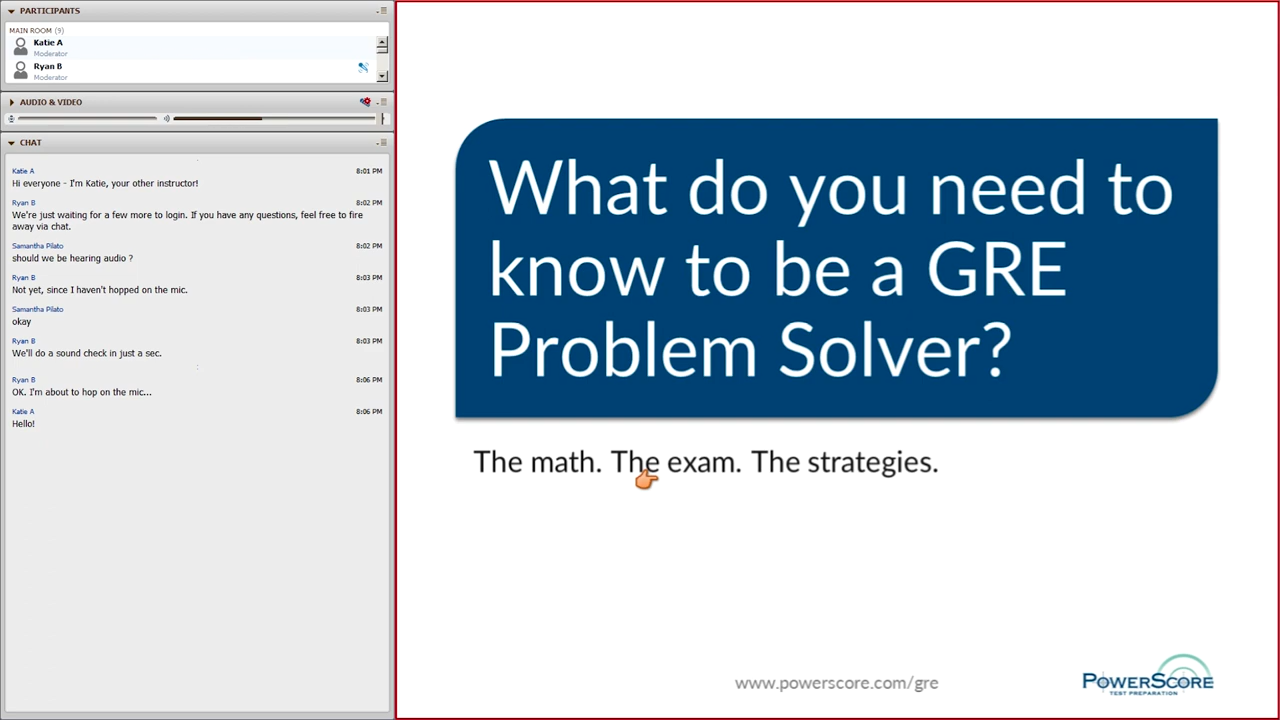 PARTICIPANTS
MAIN ROOM (9)
Katie A
Moderator
Ryan B
Moderator
AUDIO & VIDEO
CHAT
Katie A 8:01 PM
Hi everyone - I'm Katie, your other instructor!
Ryan B 8:02 PM
We're just waiting for a few more to login. If you have any questions, feel free to fire
away via chat.
Samantha Pilato 8:02 PM
should we be hearing audio ?
Ryan B 8:03 PM
Not yet, since I haven't hopped on the mic.
Samantha Pilato 8:03 PM
okay
Ryan B 8:03 PM
We'll do a sound check in just a sec.
Ryan B 8:06 PM
OK. I'm about to hop on the mic...
Katie A 8:06 PM
Hello!
What do you need to
know to be a GRE
Problem Solver?
The math. The exam. The strategies.
www.powerscore.com/gre
POWERSCORE
TEST PREPARATION